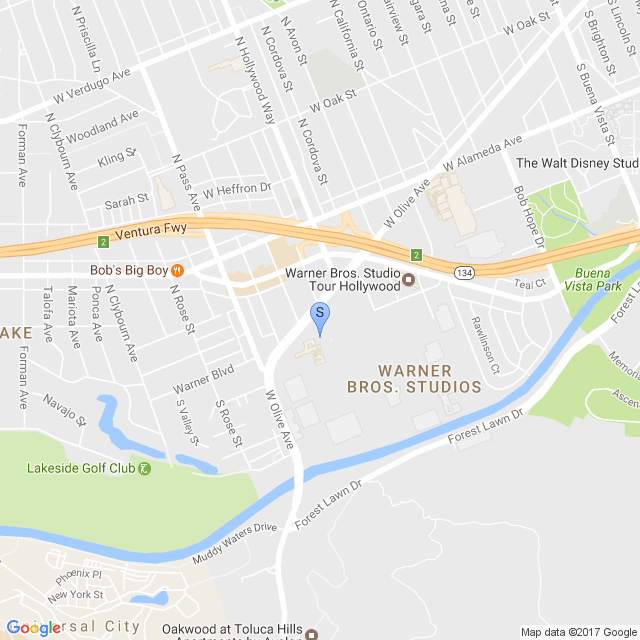 N Priscilla Ln
N Hollywood Way
N Avon St
N Cordova St
N California St
Ontario St
Fairview St
S Lincoln St
S Brighton St
S Buena Vista St
W Verdugo Ave
W Oak St
W Oak St
Woodland Ave
N Clybourn Ave
Forman Ave
Kling St
N Pass Ave
N Cordova St
W Alameda Ave
The Walt Disney Stud
Sarah St
W Heffron Dr
W Olive Ave
Bob Hope Dr
Ventura Fwy
2
2
134
Bob's Big Boy
Warner Bros. Studio
Tour Hollywood
Teal Ct
Buena
Vista Park
Forest La
Talofa Ave
Mariota Ave
Ponca Ave
N Clybourn Ave
N Rose St
S
Rawlinson Ct
AKE
Forman Ave
Warner Blvd
WARNER
BROS. STUDIOS
Memori
Ascen
Navajo St
S Valley St
S Rose St
W Olive Ave
Forest Lawn Dr
Lakeside Golf Club
Forest Lawn Dr
Muddy Waters Drive
Phoenix Pl
New York St
Universal City
Oakwood at Toluca Hills
Apartments by Avalon
Google
Map data ©2017 Google